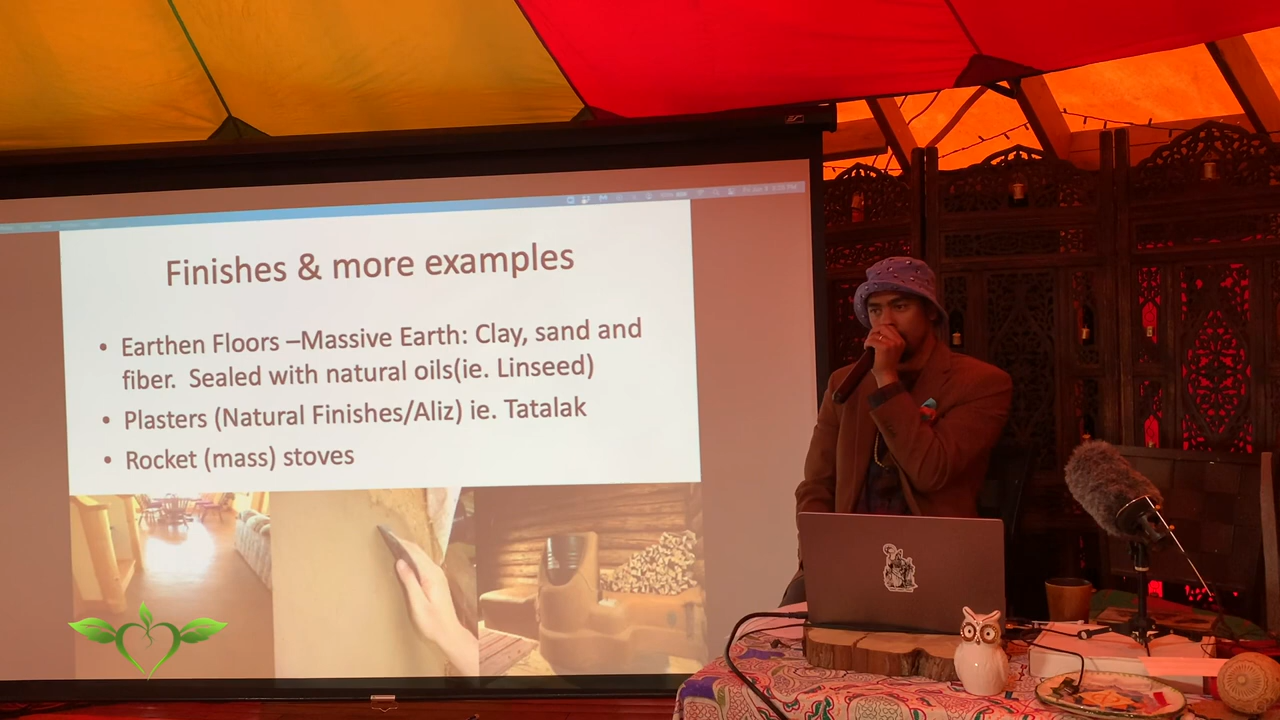 Finishes & more examples
• Earthen Floors –Massive Earth: Clay, sand and
fiber. Sealed with natural oils(ie. Linseed)
• Plasters (Natural Finishes/Aliz) ie. Tatalak
• Rocket (mass) stoves